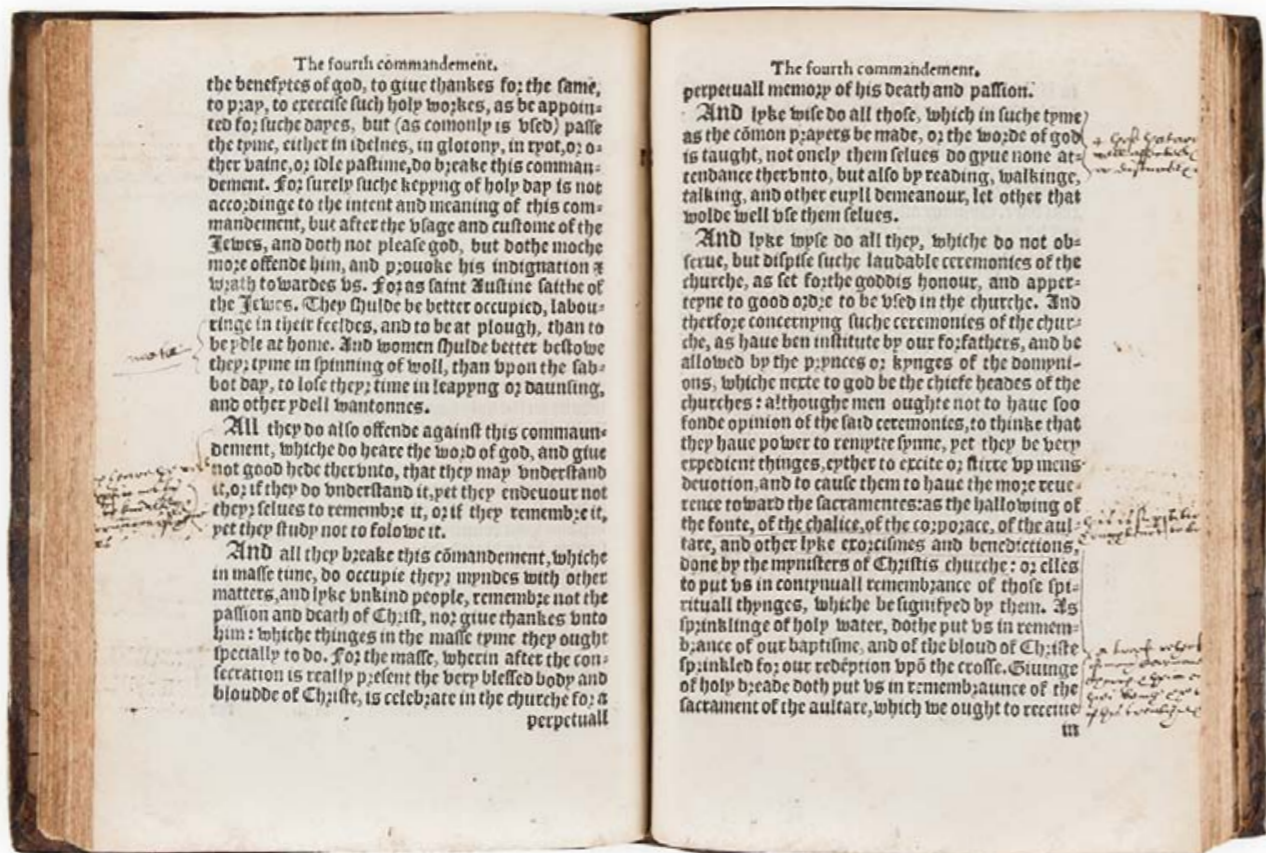 The fourth cōmandement.
the benefytes of god, to giue thankes for the same,
to pray, to exercise such holy workes, as be appoin=
ted for suche dayes, but (as comonly is vsed) passe
the tyme, either in idelnes, in glotony, in ryot, or o=
ther vaine, or idle pastime, do breake this comman=
dement. For surely suche kepyng of holy day is not
accordinge to the intent and meaning of this com=
mandement, but after the vsage and custome of the
Jewes, and doth not please god, but dothe moche
more offende him, and prouoke his indignation ⁊
wrath towardes vs. For as saint Austine saithe of
the Jewes. They shulde be better occupied, labou=
ringe in their feeldes, and to be at plough, than to
be ydle at home. And women shulde better bestowe
theyr tyme in spinning of woll, than vpon the sab=
bot day, to lose theyr time in leappyng or daunsing,
and other ydell wantonnes.
All they do also offende against this commaun=
dement, whiche do heare the word of god, and giue
not good hede thervnto, that they may vnderstand
it, or if they do vnderstand it, yet they endeuour not
theyr selues to remembre it, or if they remembre it,
yet they study not to folowe it.
And all they breake this cōmandement, whiche
in masse time, do occupie theyr myndes with other
matters, and lyke vnkind people, remembre not the
passion and death of Christ, nor giue thankes vnto
him: whiche thinges in the masse tyme they ought
specially to do. For the masse, wherin after the con=
secration is really present the very blessed body and
bloudde of Christe, is celebrate in the churche for a
perpetuall
The fourth commandement.
perpetuall memory of his death and passion.
And lyke wise do all those, which in suche tyme
as the cōmon prayers be made, or the worde of god
is taught, not onely them selues do gyue none at=
tendance thervnto, but also by reading, walkinge,
talking, and other euyll demeanour, let other that
wolde well vse them selues.
And lyke wyse do all they, whiche do not ob=
serue, but dispise suche laudable ceremonies of the
churche, as set forthe goddis honour, and apper=
teyne to good ordre to be vsed in the churche. And
therfore concernyng suche ceremonies of the chur=
che, as haue ben institute by our forfathers, and be
allowed by the prynces or kynges of the domyni=
ons, whiche nexte to god be the chiefe heades of the
churches: althoughe men oughte not to haue soo
fonde opinion of the said ceremonies, to thinke that
they haue power to remytte synne, yet they be very
expedient thinges, eyther to excite or stirre vp mens
deuotion, and to cause them to haue the more reue=
rence toward the sacramentes: as the hallowing of
the fonte, of the chalice, of the corporace, of the aul=
tare, and other lyke exorcismes and benedictions,
done by the mynisters of Christis churche: or elles
to put vs in contynuall remembrance of those spi=
rituall thynges, whiche be signifyed by them. As
sprinklinge of holy water, dothe put vs in remem=
brance of our baptisme, and of the bloud of Christe
sprinkled for our redēption vpō the crosse. Giuinge
of holy breade doth put vs in remembraunce of the
sacrament of the aultare, which we ought to receiue
in